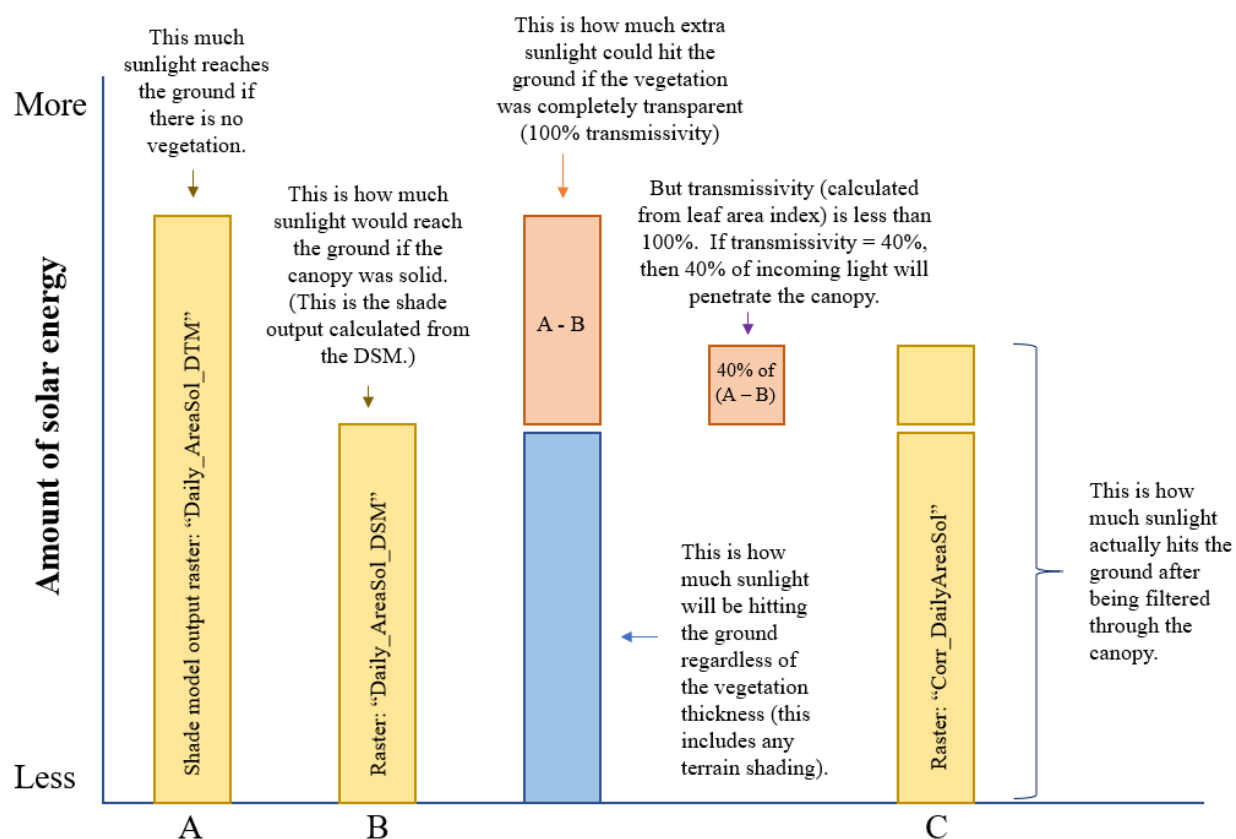 This much
sunlight reaches
the ground if
there is no
vegetation.
This is how much extra
sunlight could hit the
ground if the vegetation
was completely transparent
(100% transmissivity)
More
This is how much
sunlight would reach
the ground if the
canopy was solid.
(This is the shade
output calculated from
the DSM.)
But transmissivity (calculated
from leaf area index) is less than
100%.  If transmissivity = 40%,
then 40% of incoming light will
penetrate the canopy.
Amount of solar energy
Shade model output raster: “Daily_AreaSol_DTM”
Raster: “Daily_AreaSol_DSM”
A - B
40% of
(A – B)
This is how
much sunlight
will be hitting
the ground
regardless of
the vegetation
thickness (this
includes any
terrain shading).
Raster: “Corr_DailyAreaSol”
This is how
much sunlight
actually hits the
ground after
being filtered
through the
canopy.
Less
A
B
C